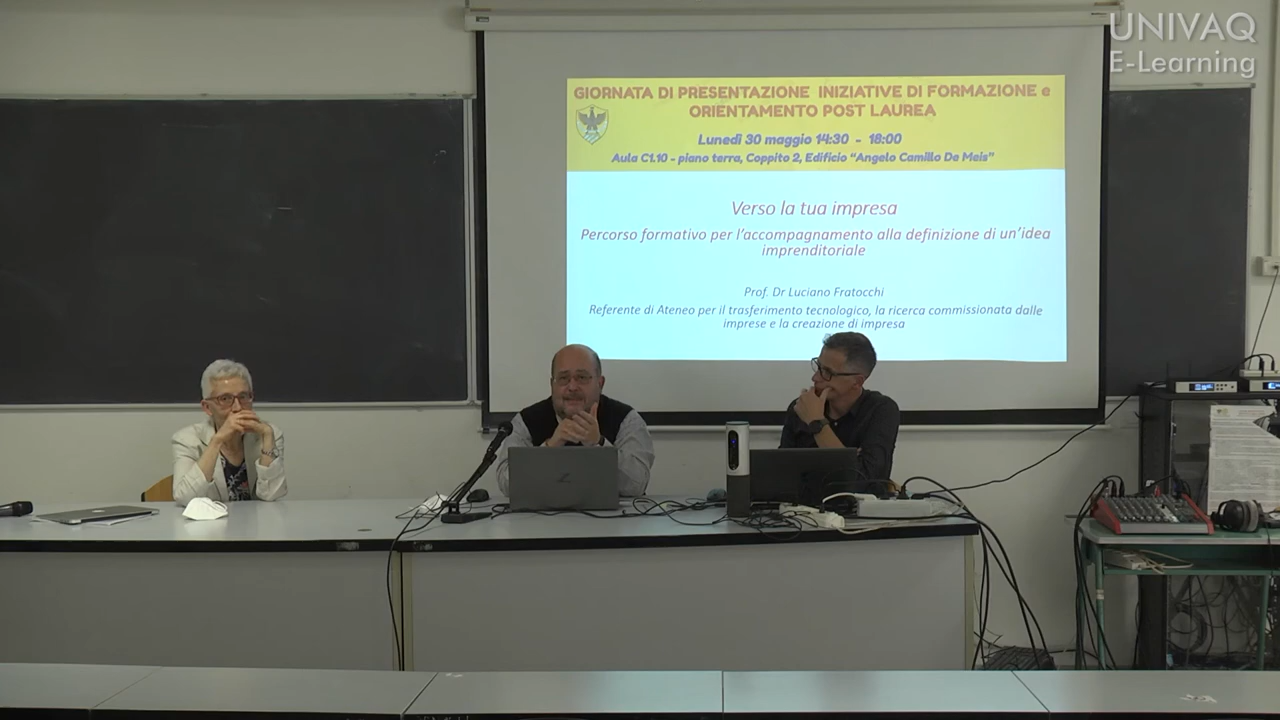 UNIVAQ
E-Learning
GIORNATA DI PRESENTAZIONE INIZIATIVE DI FORMAZIONE e
ORIENTAMENTO POST LAUREA
Lunedì 30 maggio 14:30 - 18:00
Aula C1.10 - piano terra, Coppito 2, Edificio "Angelo Camillo De Meis"
Verso la tua impresa
Percorso formativo per l'accompagnamento alla definizione di un'idea
imprenditoriale
Prof. Dr Luciano Fratocchi
Referente di Ateneo per il trasferimento tecnologico, la ricerca commissionata dalle
imprese e la creazione di impresa